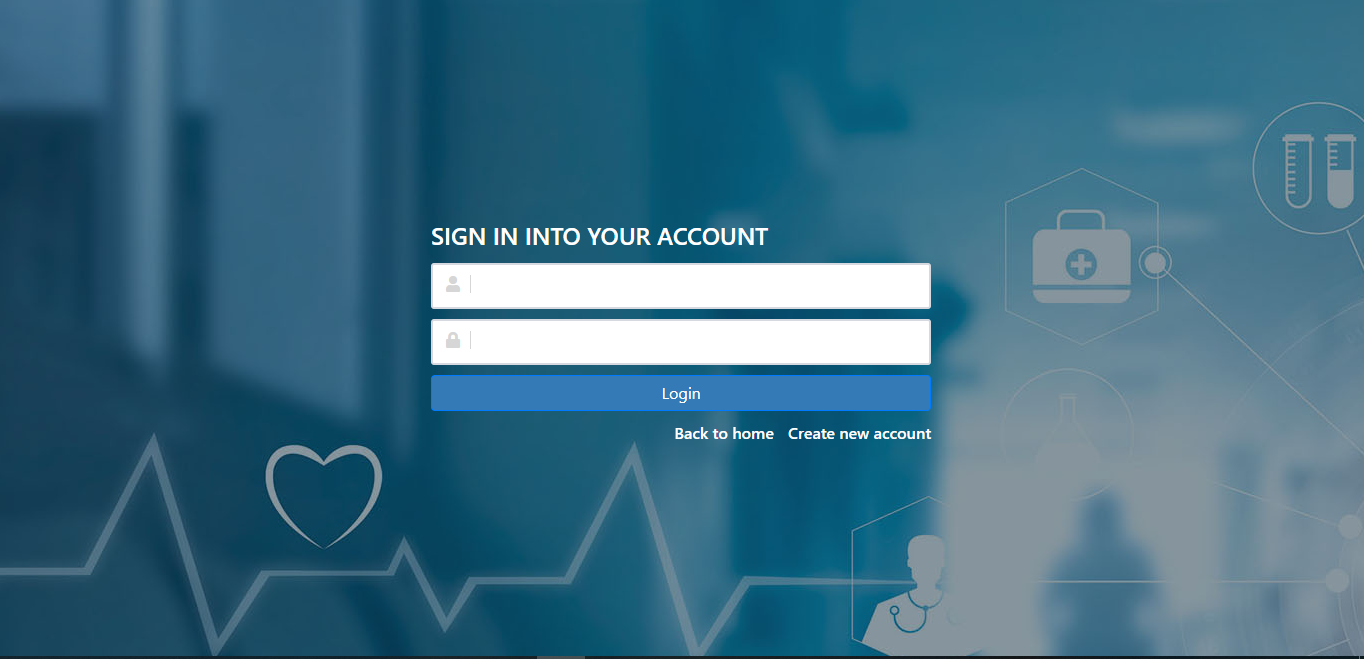 SIGN IN INTO YOUR ACCOUNT
Login
Back to home Create new account